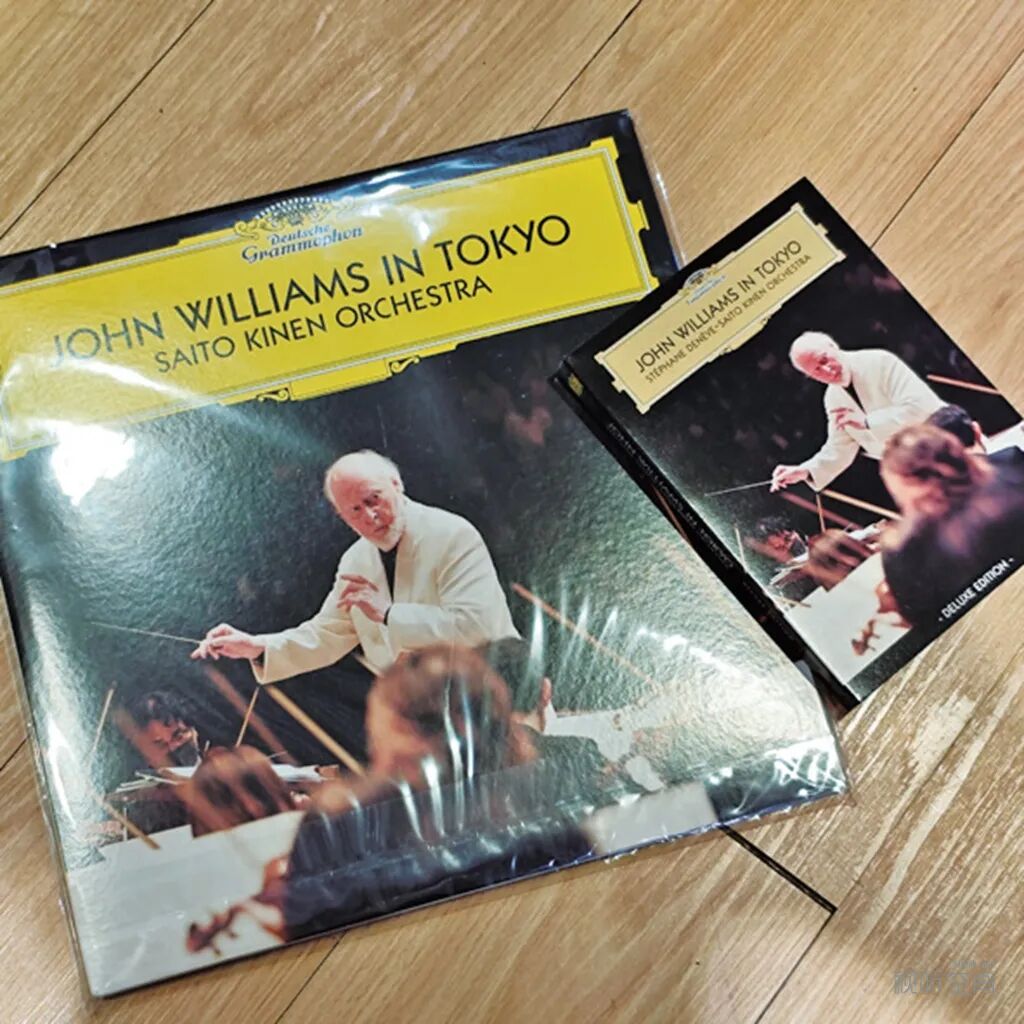 Deutsche
Grammophon
JOHN WILLIAMS IN TOKYO
SAITO KINEN ORCHESTRA
JOHN WILLIAMS IN TOKYO
STÉPHANE DENÈVE·SAITO KINEN ORCHESTRA
· DELUXE EDITION ·